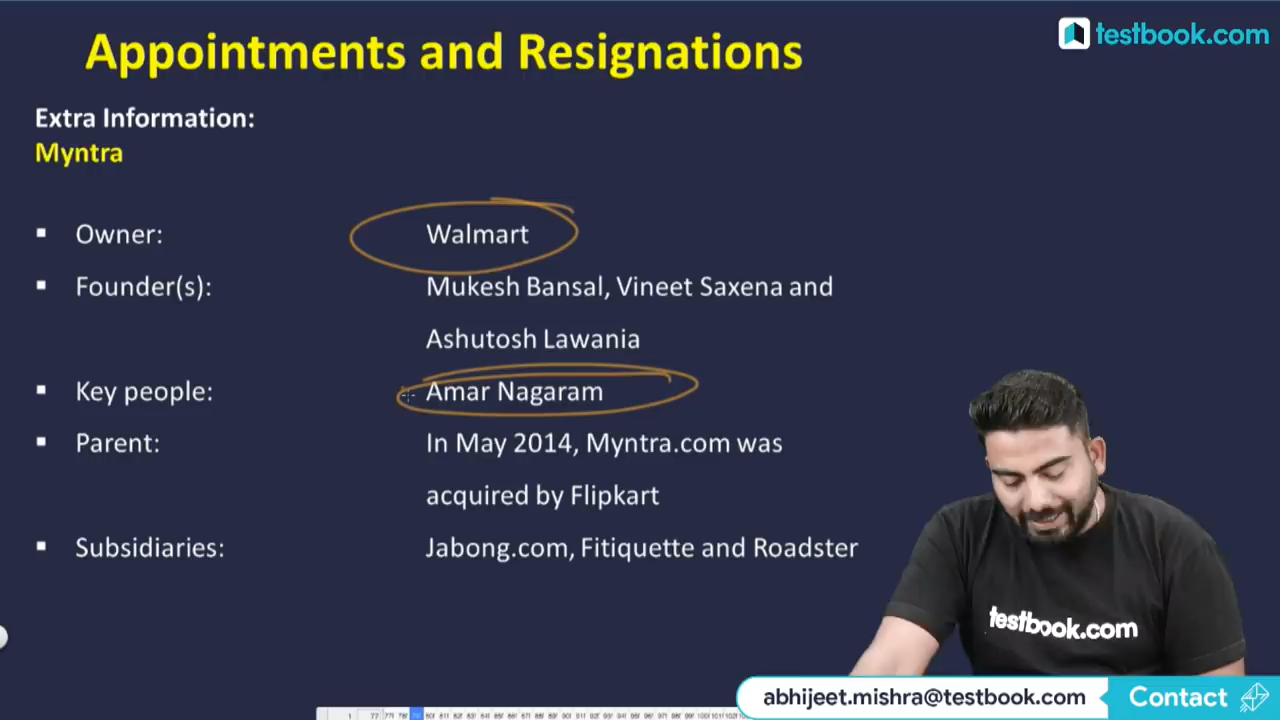 Appointments and Resignations
testbook.com
Extra Information:
Myntra
▪ Owner: Walmart
▪ Founder(s): Mukesh Bansal, Vineet Saxena and
Ashutosh Lawania
▪ Key people: Amar Nagaram
▪ Parent: In May 2014, Myntra.com was
acquired by Flipkart
▪ Subsidiaries: Jabong.com, Fitiquette and Roadster
testbook.com
abhijeet.mishra@testbook.com Contact